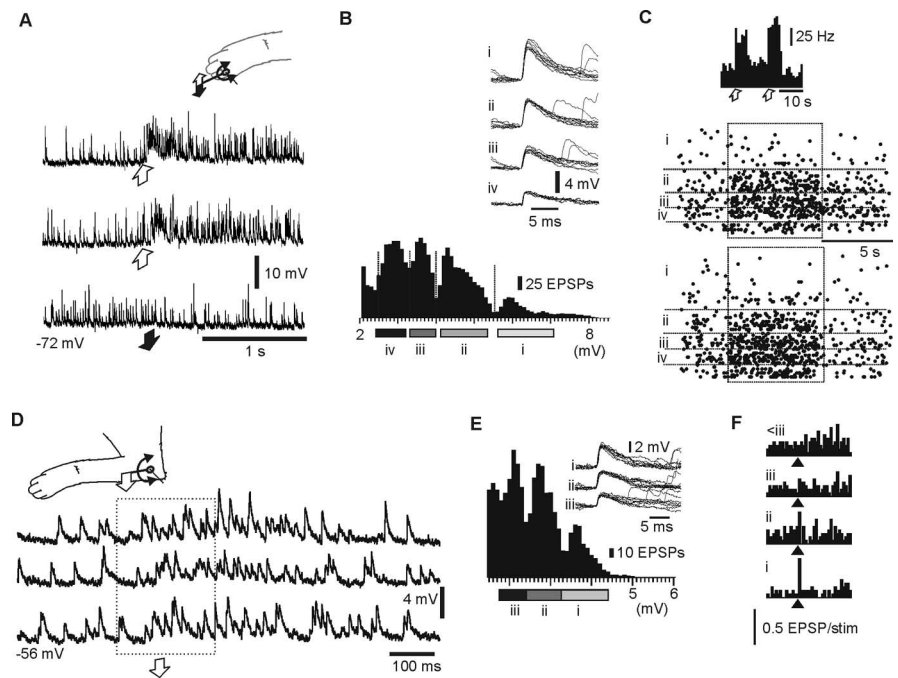 A
10 mV
-72 mV
1 s
B
i
ii
iii
iv
4 mV
5 ms
25 EPSPs
2
8
(mV)
iv iii ii i
C
25 Hz
10 s
i
ii
iii
iv
5 s
i
ii
iii
iv
D
4 mV
-56 mV
100 ms
E
2 mV
i
ii
iii
5 ms
10 EPSPs
5 6
(mV)
iii ii i
F
<iii
iii
ii
i
0.5 EPSP/stim